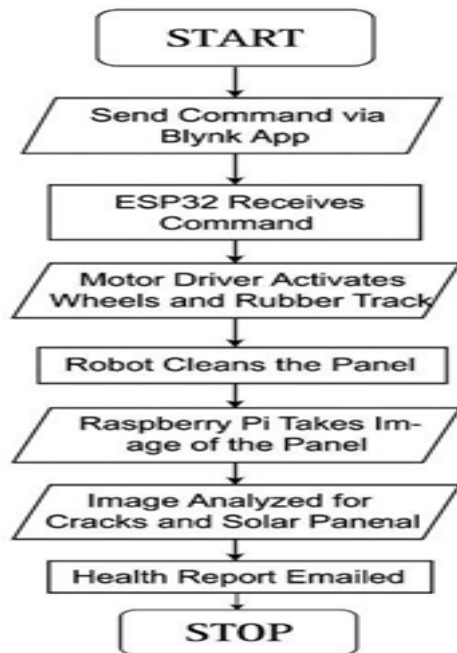 START
Send Command via
Blynk App
ESP32 Receives
Command
Motor Driver Activates
Wheels and Rubber Track
Robot Cleans the Panel
Raspberry Pi Takes Im-
age of the Panel
Image Analyzed for
Cracks and Solar Panemal
Health Report Emailed
STOP